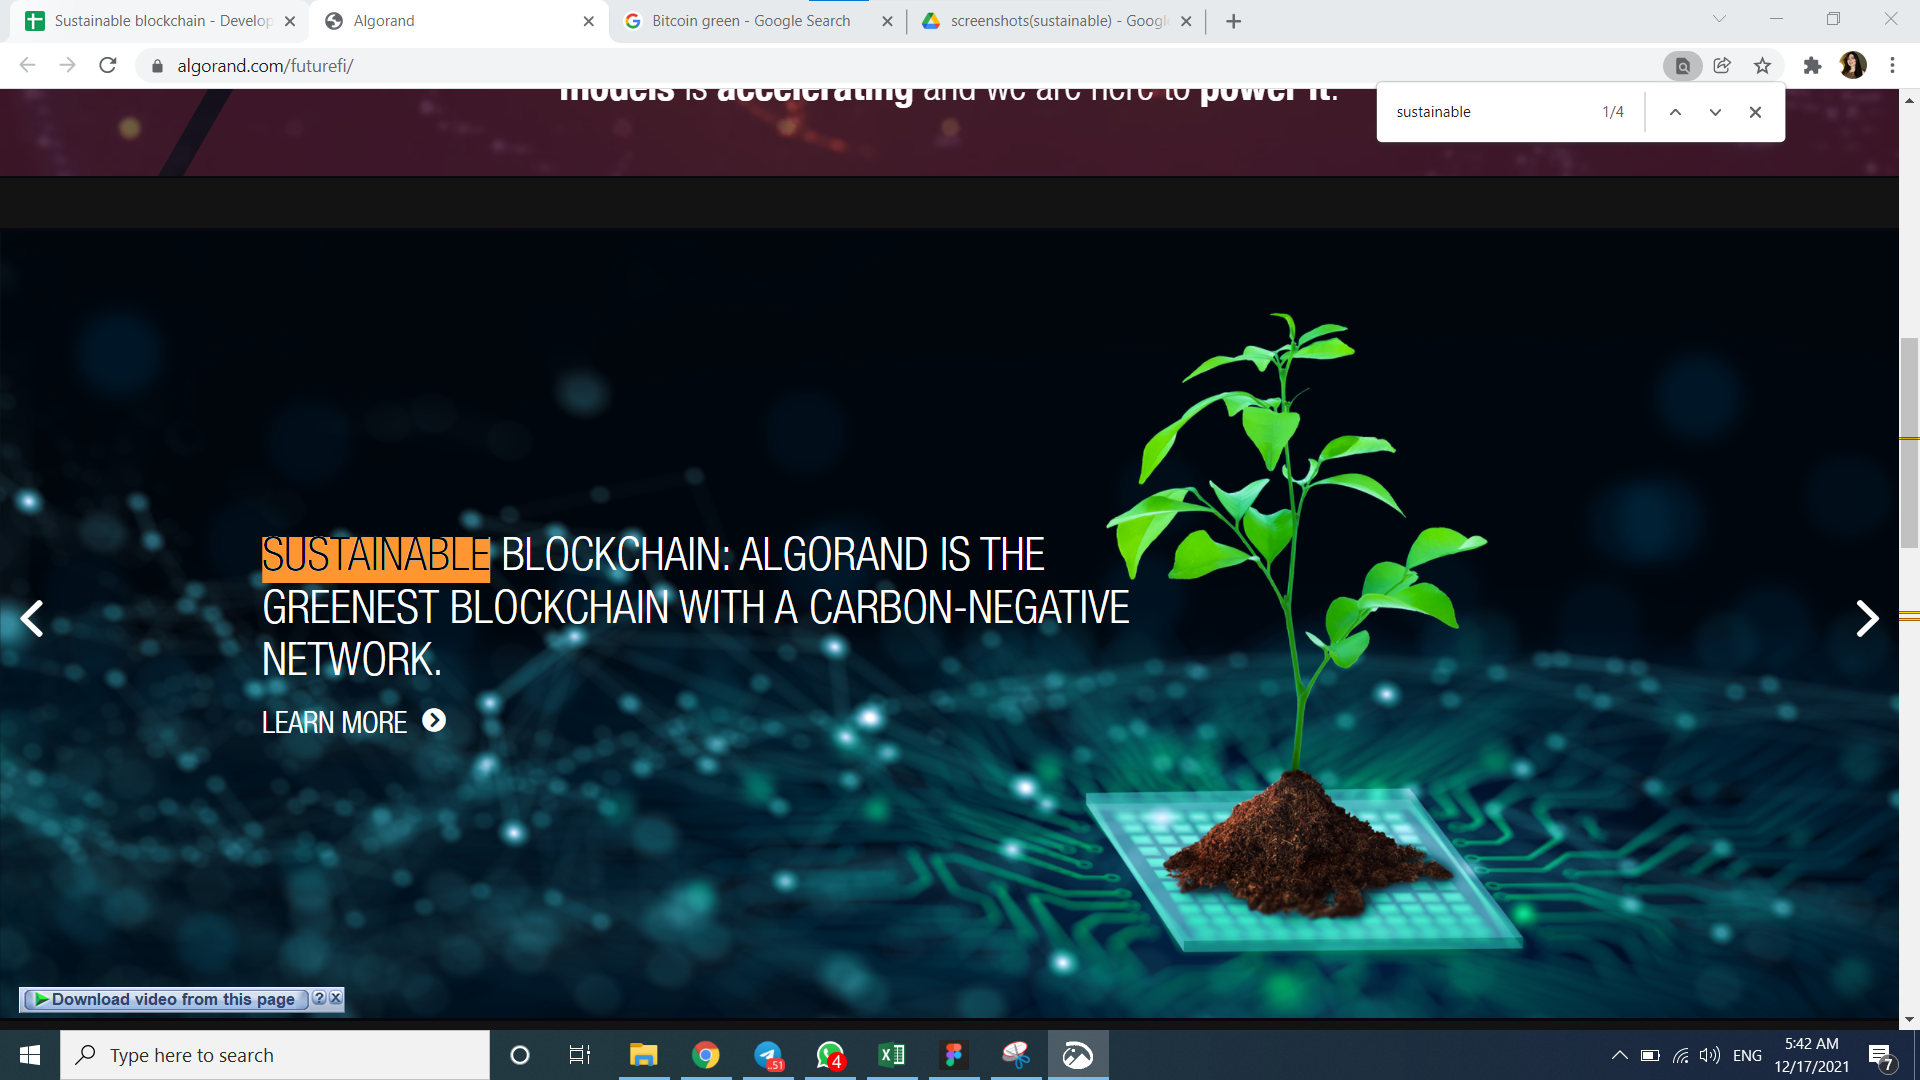 Sustainable blockchain - Develop
Algorand
Bitcoin green - Google Search
screenshots(sustainable) - Googl
algorand.com/futurefi/
models is accelerating and we are here to power it.
sustainable
1/4
SUSTAINABLE BLOCKCHAIN: ALGORAND IS THE
GREENEST BLOCKCHAIN WITH A CARBON-NEGATIVE
NETWORK.
LEARN MORE
Download video from this page
?
Type here to search
..51
4
ENG
5:42 AM
12/17/2021
7